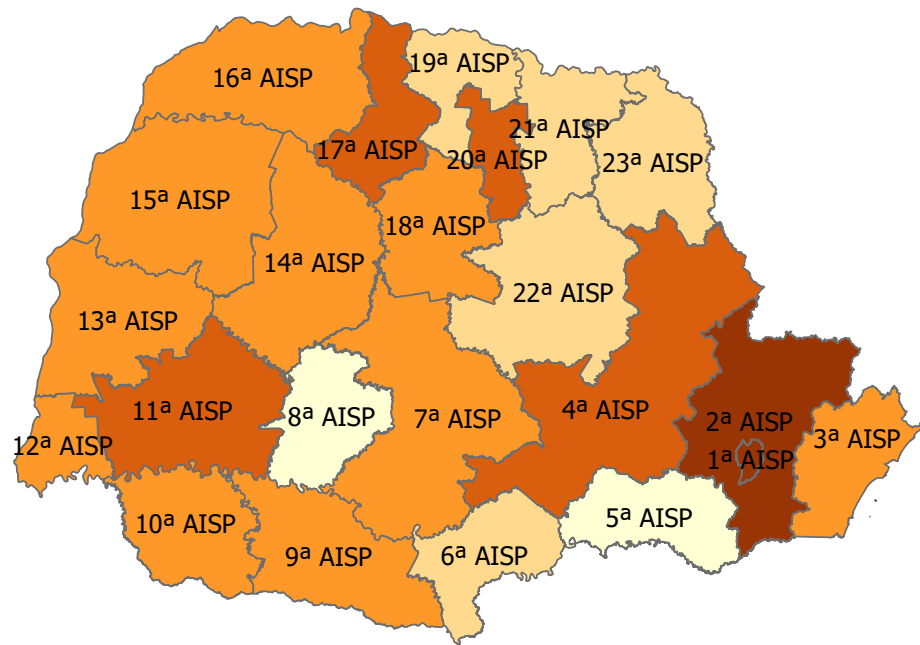 19ª AISP
16ª AISP
21ª AISP
17ª AISP
20ª AISP
23ª AISP
15ª AISP
18ª AISP
14ª AISP
22ª AISP
13ª AISP
11ª AISP
8ª AISP
7ª AISP
4ª AISP
2ª AISP
3ª AISP
12ª AISP
1ª AISP
5ª AISP
10ª AISP
9ª AISP
6ª AISP